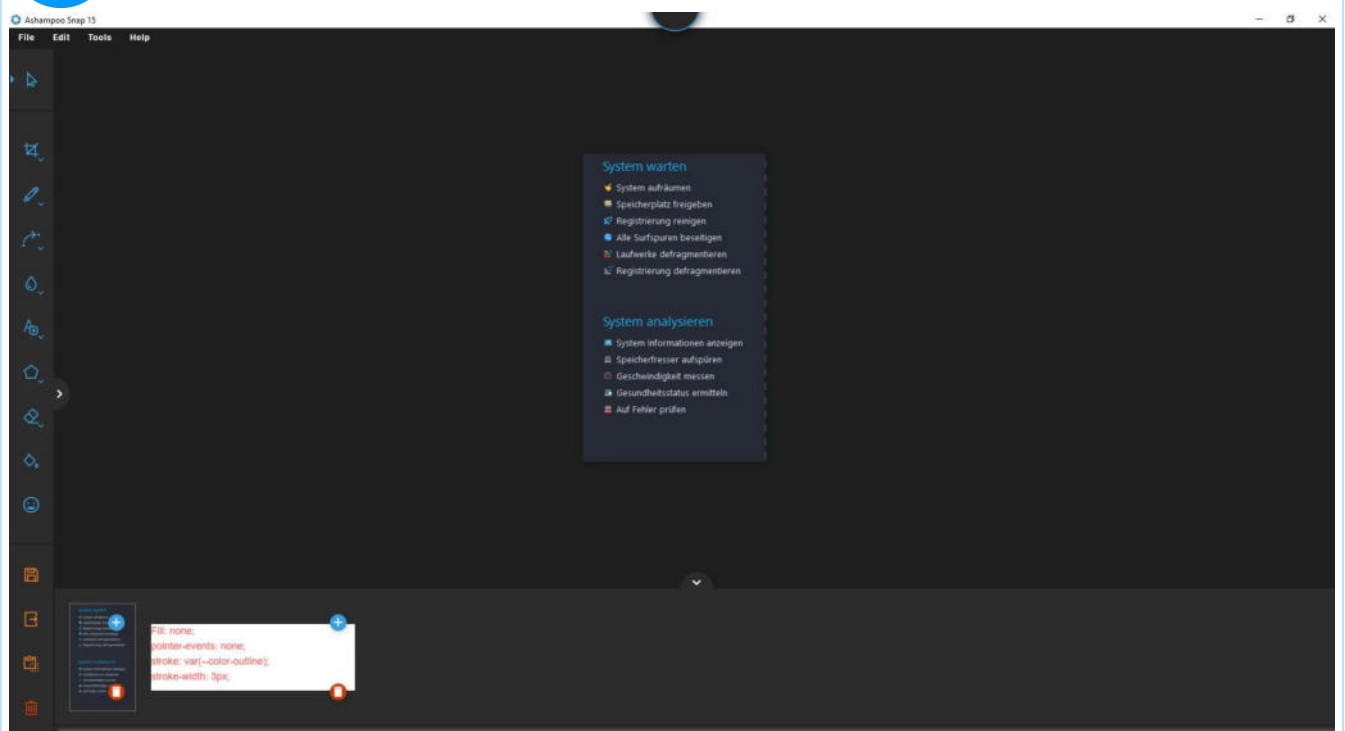 Ashampoo Snap 15
File Edit Tools Help
System warten
System aufräumen
Speicherplatz freigeben
Registrierung reinigen
Alle Surfspuren beseitigen
Laufwerke defragmentieren
Registrierung defragmentieren
System analysieren
System informationen anzeigen
Speicherfresser aufspüren
Geschwindigkeit messen
Gesundheitsstatus ermitteln
Auf Fehler prüfen
Fill: none;
pointer-events: none;
stroke: var(--color-outline);
stroke-width: 3px;